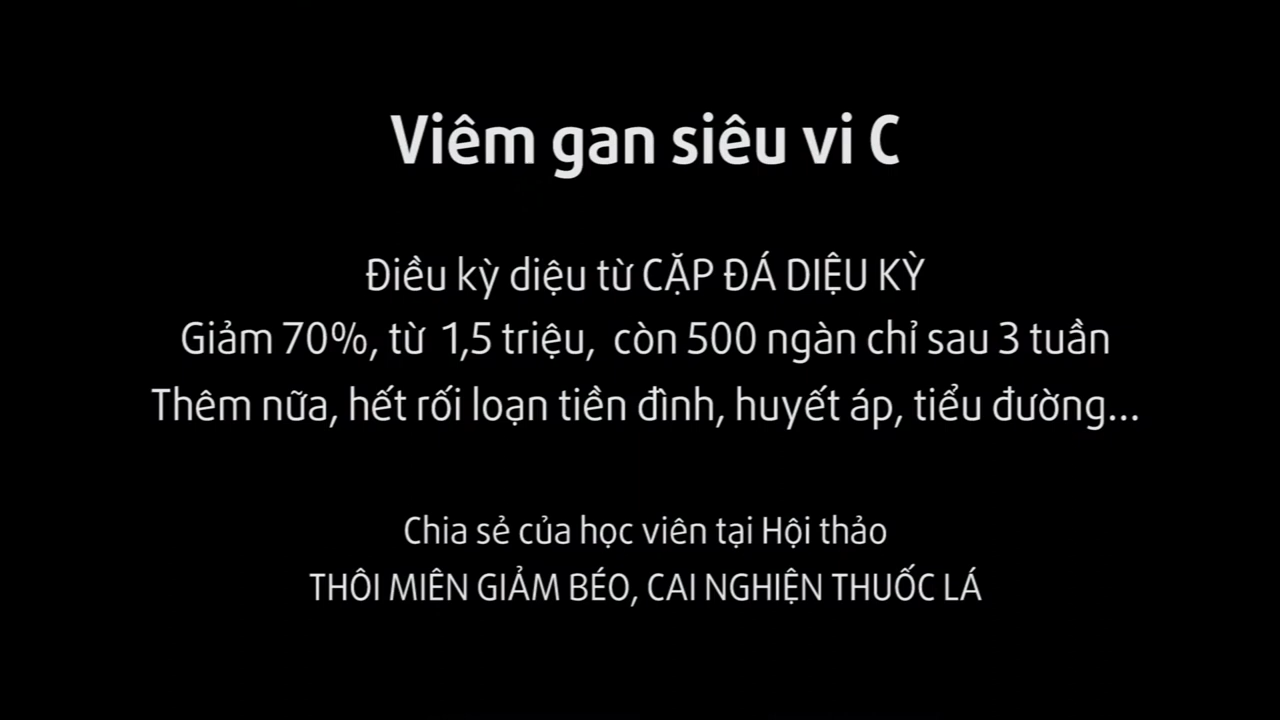 Viêm gan siêu vi C
Điều kỳ diệu từ CẶP ĐÁ DIỆU KỲ
Giảm 70%, từ 1,5 triệu, còn 500 ngàn chỉ sau 3 tuần
Thêm nữa, hết rối loạn tiền đình, huyết áp, tiểu đường...
Chia sẻ của học viên tại Hội thảo
THÔI MIÊN GIẢM BÉO, CAI NGHIỆN THUỐC LÁ